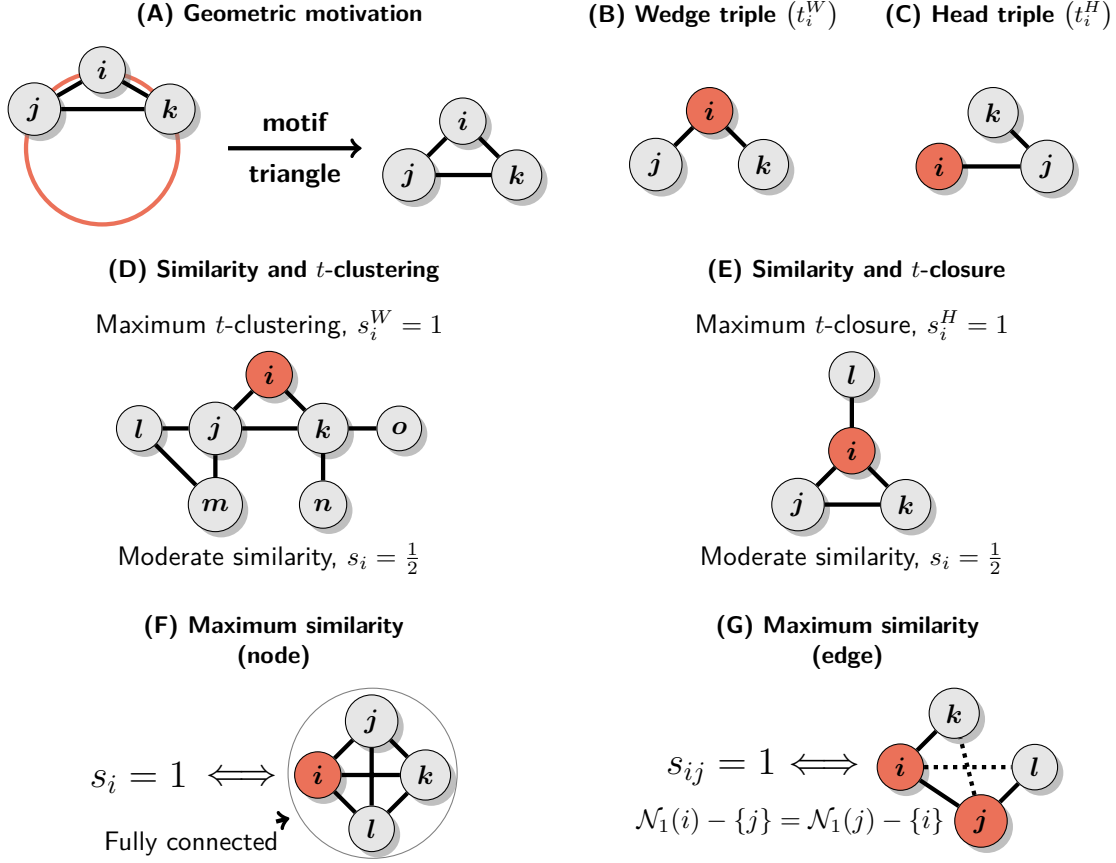 (A) Geometric motivation
(B) Wedge triple (t_i^W)
(C) Head triple (t_i^H)
i
j
k
motif
triangle
i
j
k
i
j
k
k
i
j
(D) Similarity and t-clustering
Maximum t-clustering, s_i^W = 1
i
l
j
k
o
m
n
Moderate similarity, s_i = 1/2
(E) Similarity and t-closure
Maximum t-closure, s_i^H = 1
l
i
j
k
Moderate similarity, s_i = 1/2
(F) Maximum similarity
(node)
s_i = 1 ⟺
j
i
k
l
Fully connected
(G) Maximum similarity
(edge)
k
s_{ij} = 1 ⟺
i
l
j
𝒩_1(i) − {j} = 𝒩_1(j) − {i}